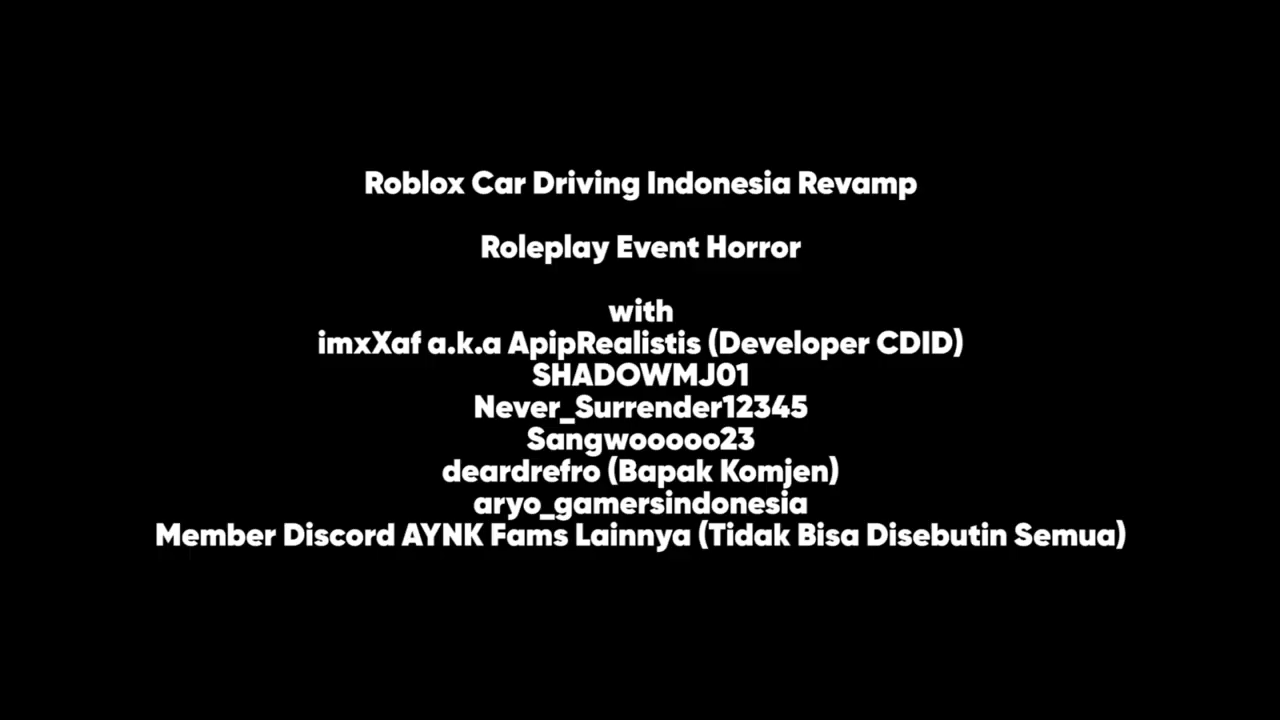 Roblox Car Driving Indonesia Revamp
Roleplay Event Horror
with
imxXaf a.k.a ApipRealistis (Developer CDID)
SHADOWMJ01
Never_Surrender12345
Sangwooooo23
deardrefro (Bapak Komjen)
aryo_gamersindonesia
Member Discord AYNK Fams Lainnya (Tidak Bisa Disebutin Semua)